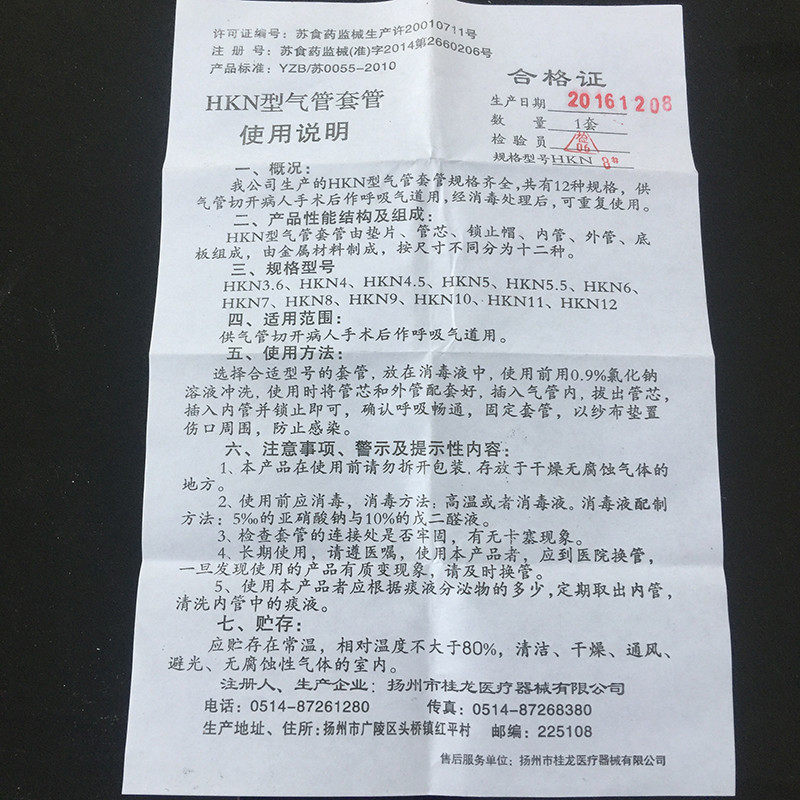 许可证编号：苏食药监械生产许20010711号
注 册 号：苏食药监械(准)字2014第2660206号
产品标准：YZB/苏0055-2010
合格证
生产日期 20161208
数 量 1套
检 验 员 检 06
规格型号HKN 8#
HKN型气管套管
使用说明
一、概况：
我公司生产的HKN型气管套管规格齐全,共有12种规格，供
气管切开病人手术后作呼吸气道用,经消毒处理后,可重复使用。
二、产品性能结构及组成：
HKN型气管套管由垫片、管芯、锁止帽、内管、外管、底
板组成，由金属材料制成，按尺寸不同分为十二种。
三、规格型号
HKN3.6、HKN4、HKN4.5、HKN5、HKN5.5、HKN6、
HKN7、HKN8、HKN9、HKN10、HKN11、HKN12
四、适用范围：
供气管切开病人手术后作呼吸气道用。
五、使用方法：
选择合适型号的套管，放在消毒液中，使用前用0.9%氯化钠
溶液冲洗，使用时将管芯和外管配套好，插入气管内，拔出管芯，
插入内管并锁止即可，确认呼吸畅通，固定套管，以纱布垫置
伤口周围，防止感染。
六、注意事项、警示及提示性内容：
1、本产品在使用前请勿拆开包装,存放于干燥无腐蚀气体的
地方。
2、使用前应消毒，消毒方法：高温或者消毒液。消毒液配制
方法：5‰的亚硝酸钠与10%的戊二醛液。
3、检查套管的连接处是否牢固，有无卡塞现象。
4、长期使用，请遵医嘱，使用本产品者，应到医院换管，
一旦发现使用的产品有质变现象，请及时换管。
5、使用本产品者应根据痰液分泌物的多少,定期取出内管，
清洗内管中的痰液。
七、贮存：
应贮存在常温，相对温度不大于80%，清洁、干燥、通风、
避光、无腐蚀性气体的室内。
注册人、生产企业：扬州市桂龙医疗器械有限公司
电话：0514-87261280 传真：0514-87268380
生产地址、住所:扬州市广陵区头桥镇红平村 邮编：225108
售后服务单位：扬州市桂龙医疗器械有限公司